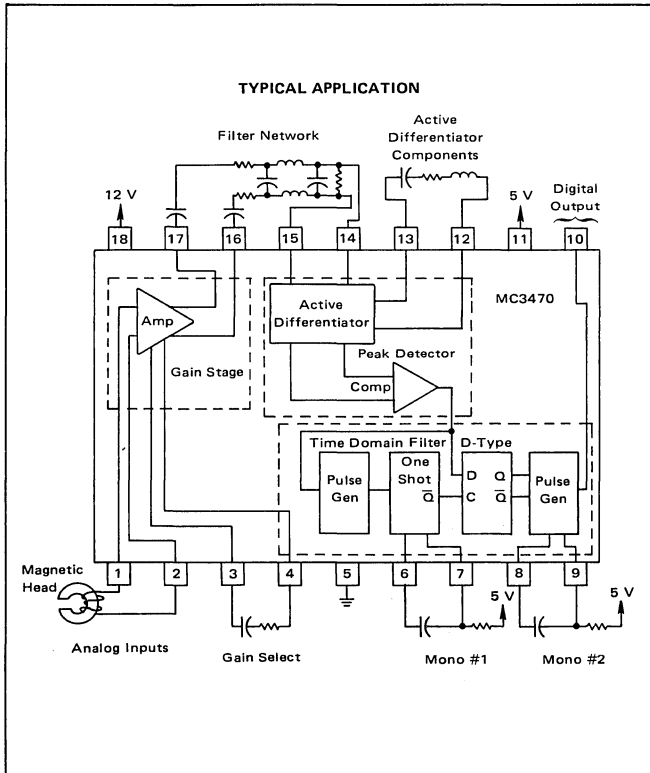 TYPICAL APPLICATION
Filter Network
Active
Differentiator
Components
12 V
5 V
Digital
Output
18
17
16
15
14
13
12
11
10
MC3470
Amp
Gain Stage
Active
Differentiator
Peak Detector
Comp
Time Domain Filter
D-Type
Pulse
Gen
One
Shot
Q̅
D
Q
C
Q̅
Pulse
Gen
Magnetic
Head
1
2
3
4
5
6
7
8
9
5 V
5 V
Analog Inputs
Gain Select
Mono #1
Mono #2